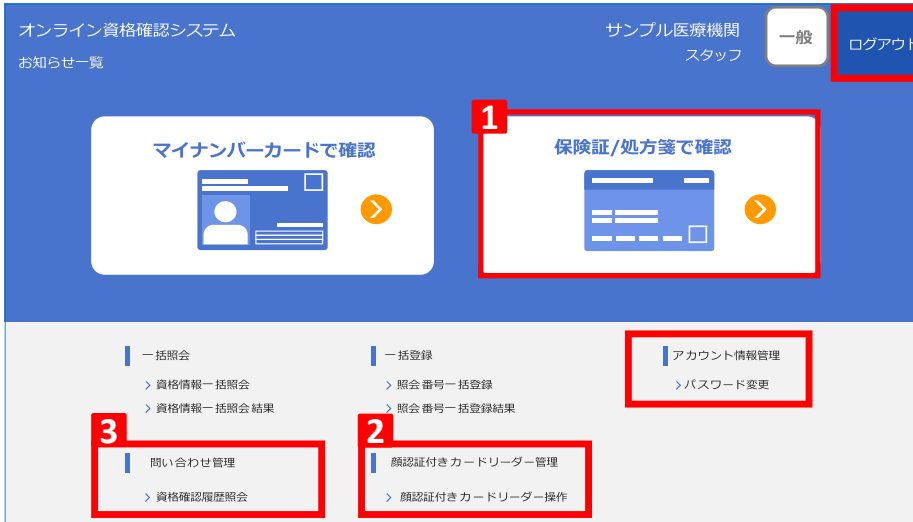 オンライン資格確認システム
サンプル医療機関
スタッフ
一般
ログアウト
お知らせ一覧
1
マイナンバーカードで確認
保険証/処方箋で確認
一括照会
> 資格情報一括照会
> 資格情報一括照会結果
一括登録
> 照会番号一括登録
> 照会番号一括登録結果
アカウント情報管理
> パスワード変更
3
問い合わせ管理
> 資格確認履歴照会
2
顔認証付きカードリーダー管理
> 顔認証付きカードリーダー操作